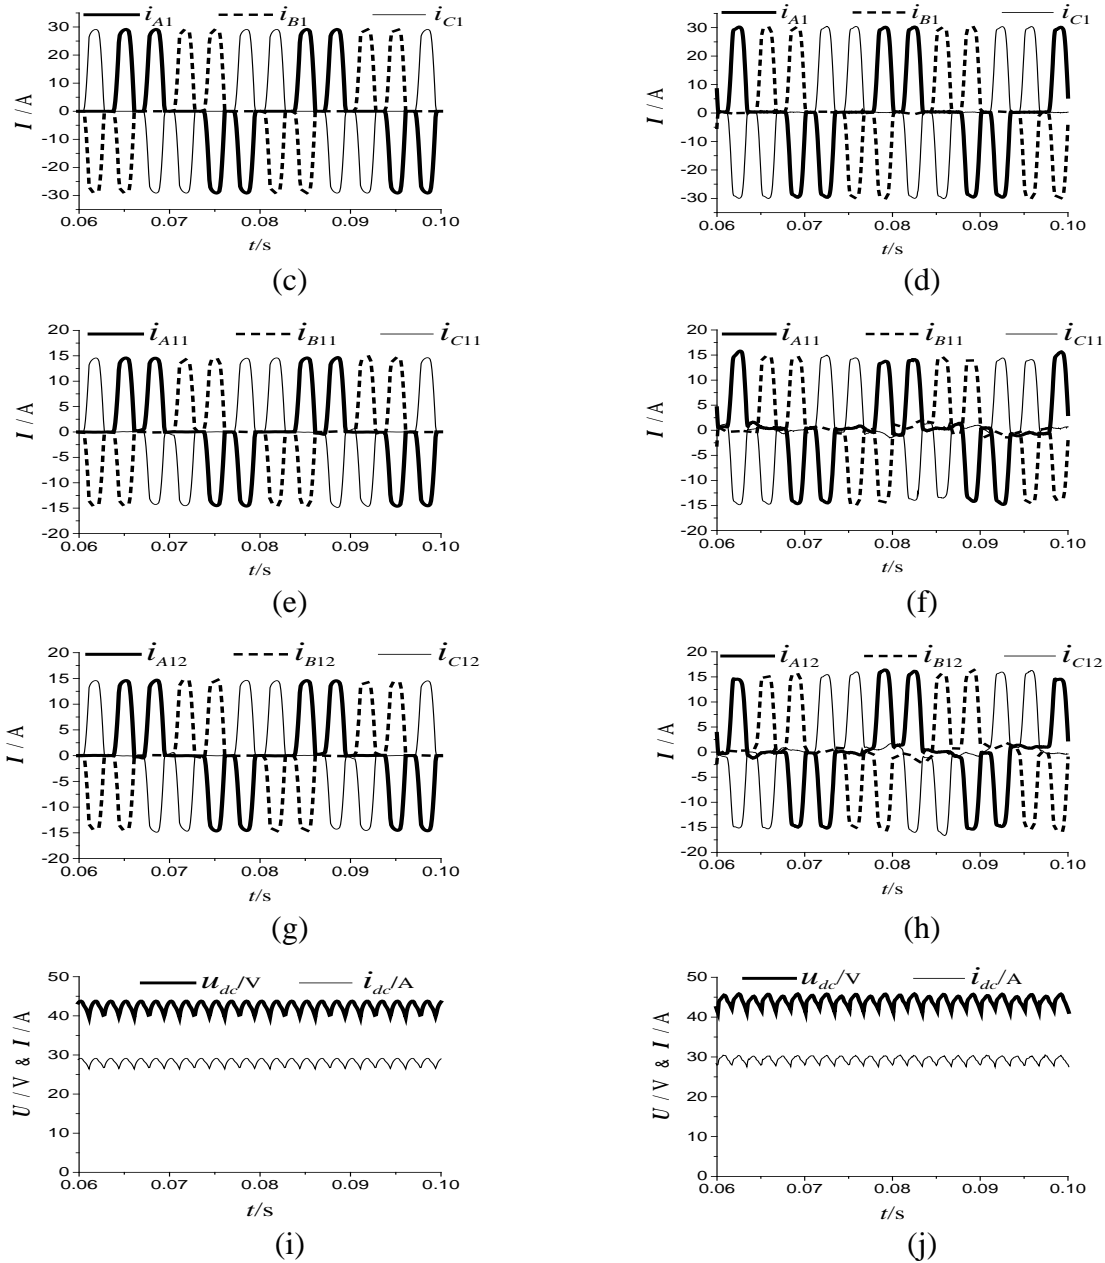 i_A1 i_B1 i_C1
I / A
30
20
10
0
-10
-20
-30
0.06 0.07 0.08 0.09 0.10
t/s
(c)
i_A1 i_B1 i_C1
I / A
30
20
10
0
-10
-20
-30
0.06 0.07 0.08 0.09 0.10
t/s
(d)
i_A11 i_B11 i_C11
I / A
20
15
10
5
0
-5
-10
-15
-20
0.06 0.07 0.08 0.09 0.10
t/s
(e)
i_A11 i_B11 i_C11
I / A
20
15
10
5
0
-5
-10
-15
-20
0.06 0.07 0.08 0.09 0.10
t/s
(f)
i_A12 i_B12 i_C12
I / A
20
15
10
5
0
-5
-10
-15
-20
0.06 0.07 0.08 0.09 0.10
t/s
(g)
i_A12 i_B12 i_C12
I / A
20
15
10
5
0
-5
-10
-15
-20
0.06 0.07 0.08 0.09 0.10
t/s
(h)
u_dc/V i_dc/A
U /V & I /A
50
40
30
20
10
0
0.06 0.07 0.08 0.09 0.10
t/s
(i)
u_dc/V i_dc/A
U /V & I /A
50
40
30
20
10
0
0.06 0.07 0.08 0.09 0.10
t/s
(j)